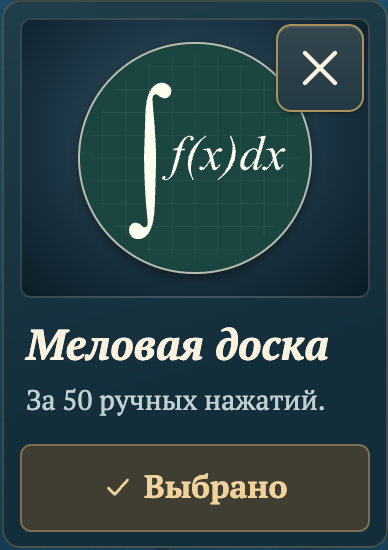 ∫f(x)dx
Меловая доска
За 50 ручных нажатий.
✓ Выбрано